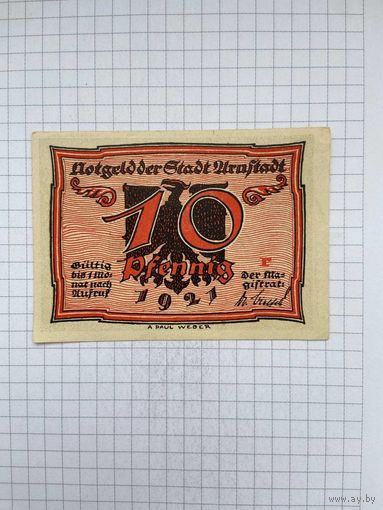 Notgeld der Stadt Arnstadt
10
Pfennig
Gültig
bis 1 Mo-
nat nach
Aufruf
1921
r
Der Ma-
gistrat:
A PAUL WEBER
www.ay.by